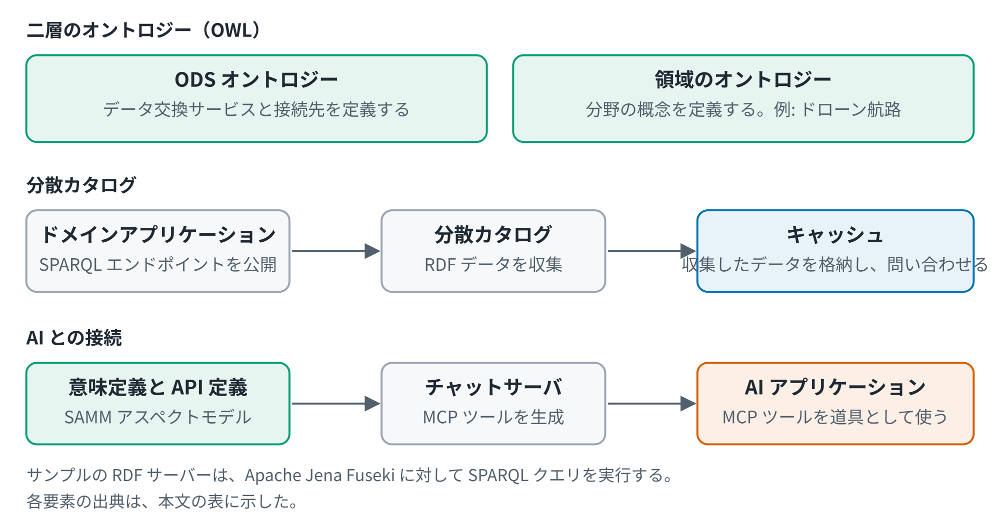 二層のオントロジー（OWL）
ODS オントロジー
データ交換サービスと接続先を定義する
領域のオントロジー
分野の概念を定義する。例: ドローン航路
分散カタログ
ドメインアプリケーション
SPARQL エンドポイントを公開
分散カタログ
RDF データを収集
キャッシュ
収集したデータを格納し、問い合わせる
AI との接続
意味定義と API 定義
SAMM アスペクトモデル
チャットサーバ
MCP ツールを生成
AI アプリケーション
MCP ツールを道具として使う
サンプルの RDF サーバーは、Apache Jena Fuseki に対して SPARQL クエリを実行する。
各要素の出典は、本文の表に示した。